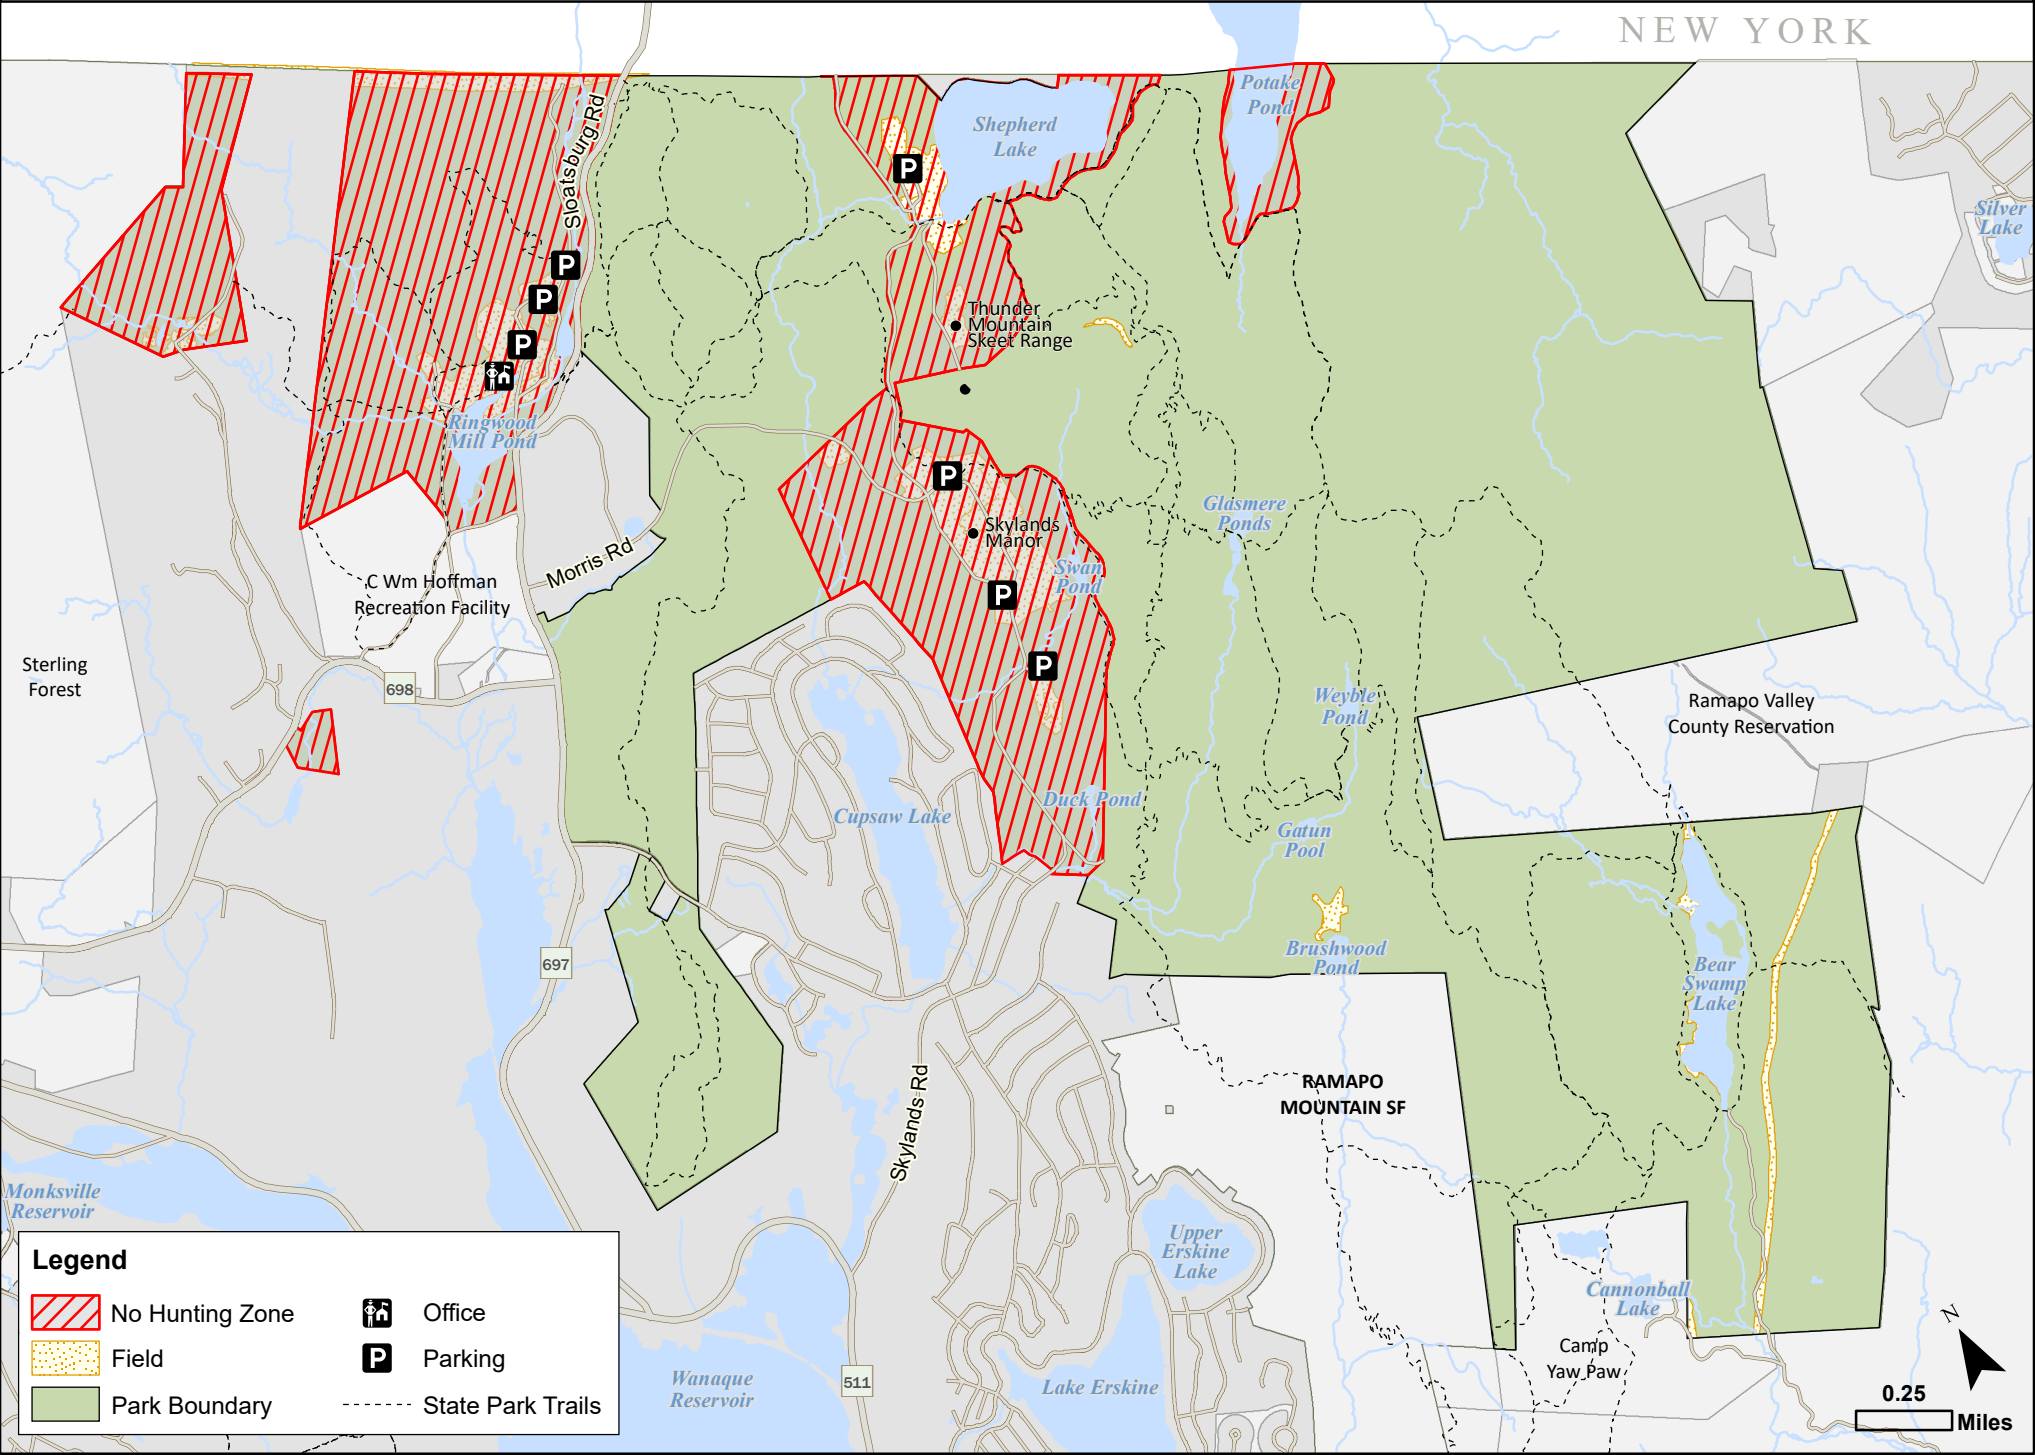 NEW YORK
Potake
Pond
Shepherd
Lake
Sloatsburg Rd
P
P
P
P
Silver
Lake
Thunder
Mountain
Skeet Range
Ringwood
Mill Pond
P
Glasmere
Ponds
Skylands
Manor
Morris Rd
C Wm Hoffman
Recreation Facility
Swan
Pond
P
P
Sterling
Forest
698
Weyble
Pond
Ramapo Valley
County Reservation
Duck Pond
Cupsaw Lake
Gatun
Pool
Brushwood
Pond
697
Bear
Swamp
Lake
RAMAPO
MOUNTAIN SF
Skylands Rd
Monksville
Reservoir
Upper
Erskine
Lake
Cannonball
Lake
Camp
Yaw Paw
Wanaque
Reservoir
511
Lake Erskine
N
0.25
Miles
Legend
No Hunting Zone
Office
Field
P
Parking
Park Boundary
State Park Trails